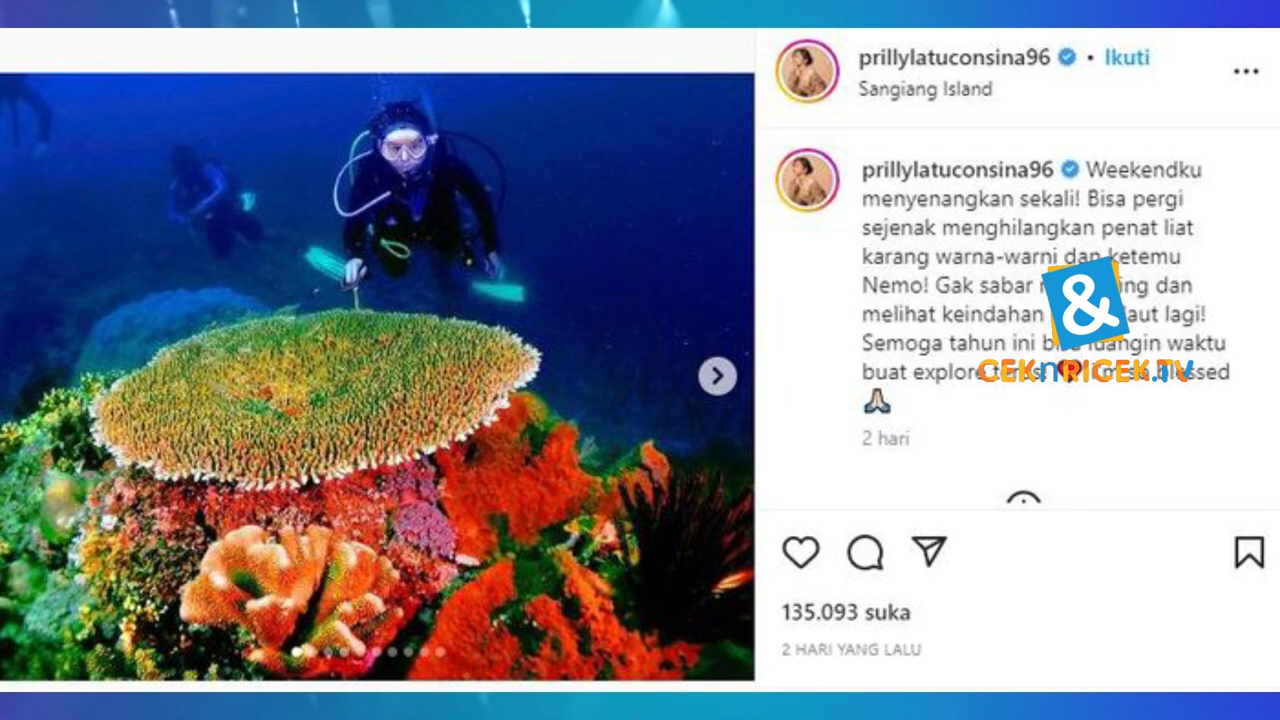 prillylatuconsina96 • Ikuti
Sangiang Island
prillylatuconsina96 Weekendku
menyenangkan sekali! Bisa pergi
sejenak menghilangkan penat liat
karang warna-warni dan ketemu
Nemo! Gak sabar dan
melihat keindahan laut lagi!
Semoga tahun ini bisa luangin waktu
buat explore blessed
&
CEKnRICEK.TV
2 hari
135.093 suka
2 HARI YANG LALU